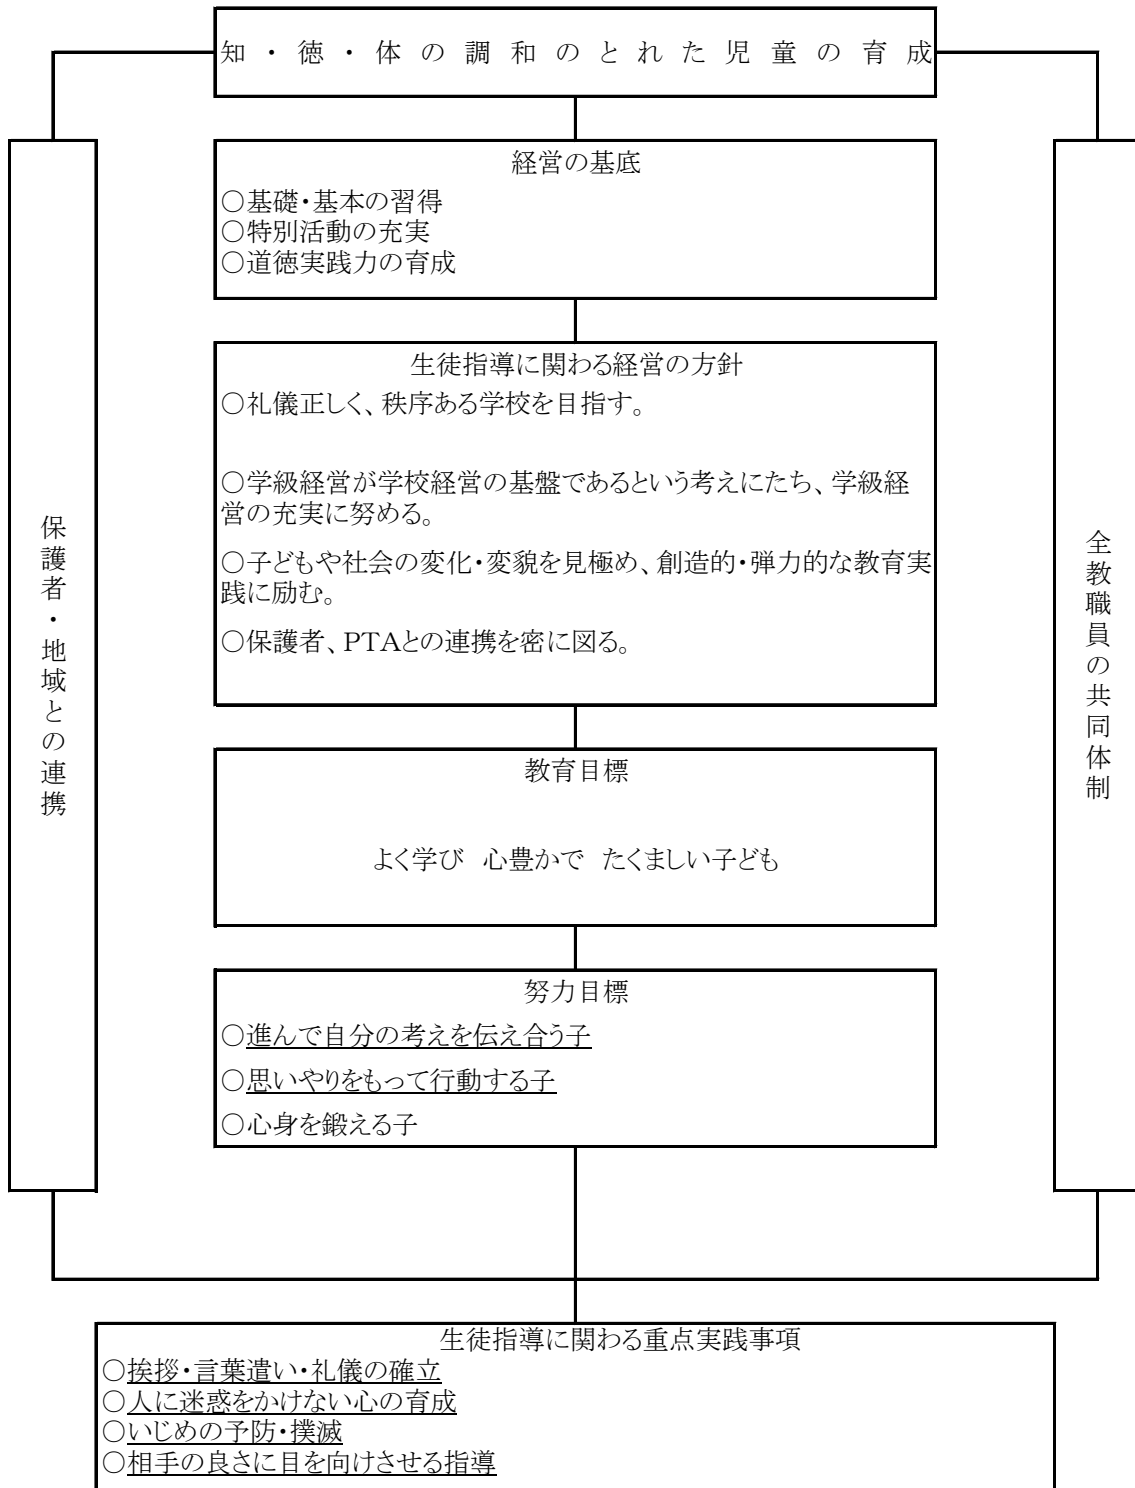 知・徳・体の調和のとれた児童の育成
経営の基底
○基礎・基本の習得
○特別活動の充実
○道徳実践力の育成
生徒指導に関わる経営の方針
○礼儀正しく、秩序ある学校を目指す。
○学級経営が学校経営の基盤であるという考えにたち、学級経
営の充実に努める。
○子どもや社会の変化・変貌を見極め、創造的・弾力的な教育実
践に励む。
○保護者、PTAとの連携を密に図る。
保護者・地域との連携
全教職員の共同体制
教育目標
よく学び 心豊かで たくましい子ども
努力目標
○進んで自分の考えを伝え合う子
○思いやりをもって行動する子
○心身を鍛える子
生徒指導に関わる重点実践事項
○挨拶・言葉遣い・礼儀の確立
○人に迷惑をかけない心の育成
○いじめの予防・撲滅
○相手の良さに目を向けさせる指導